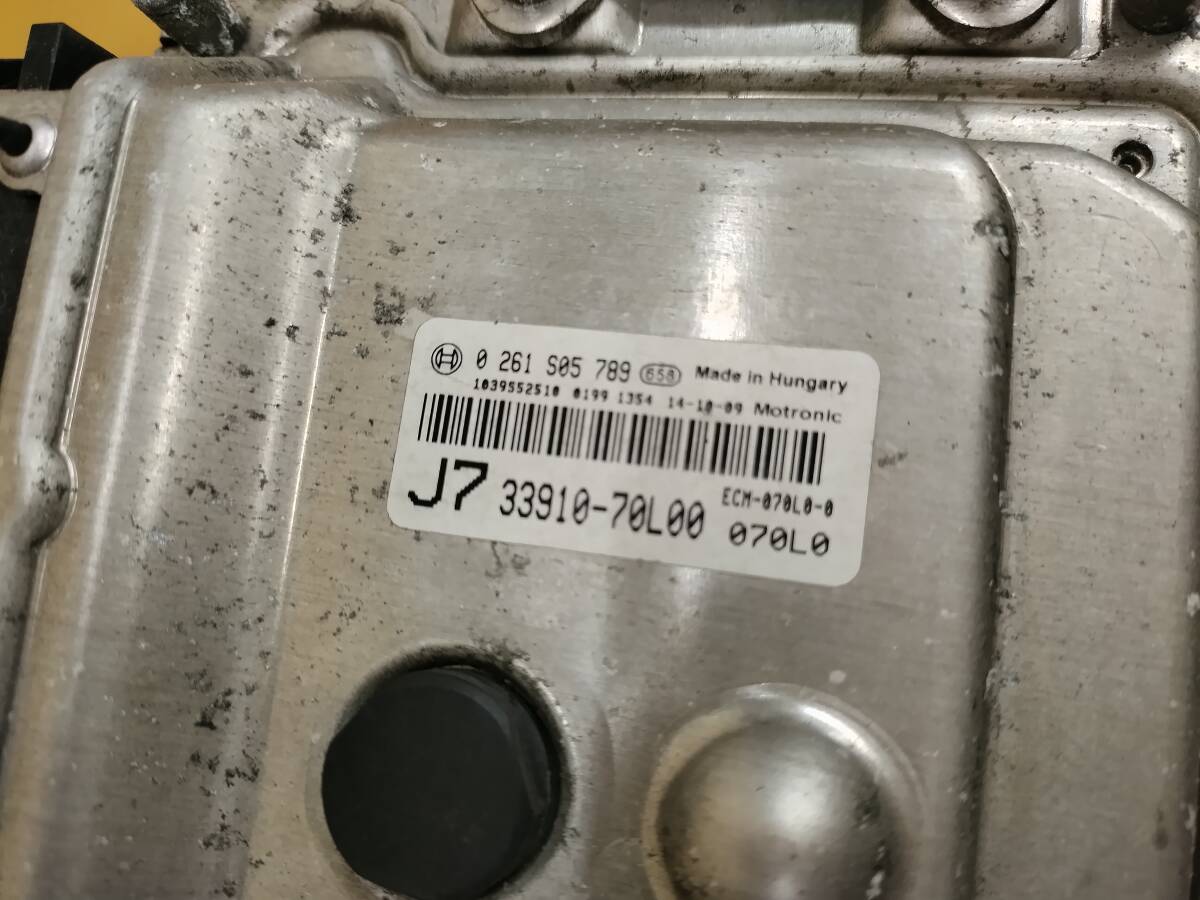 0 261 S05 789 658 Made in Hungary
1039552510 0199 1354 14-10-09 Motronic
ECM-070L0-0
J7 33910-70L00 070L0